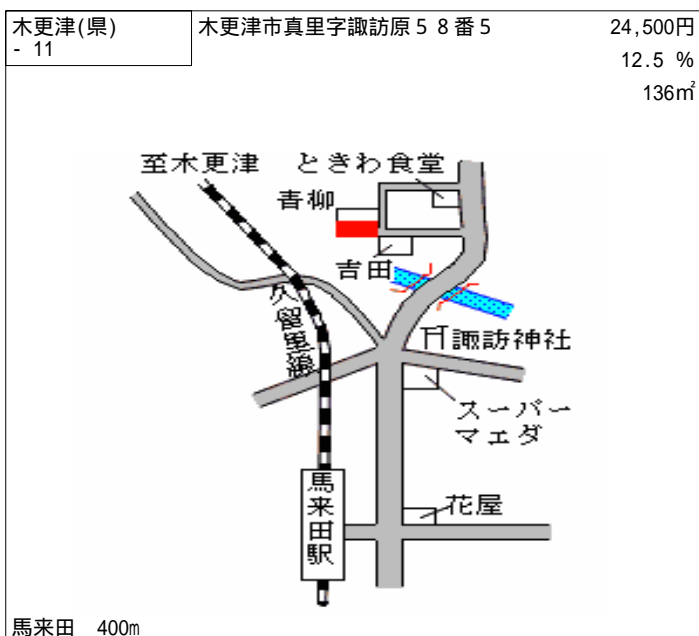 木更津(県)
- 11
木更津市真里字諏訪原５８番５
24,500円
12.5 %
136㎡
至木更津
ときわ食堂
青柳
吉田
久留里線
諏訪神社
スーパー
マエダ
馬来田駅
花屋
馬来田 400m